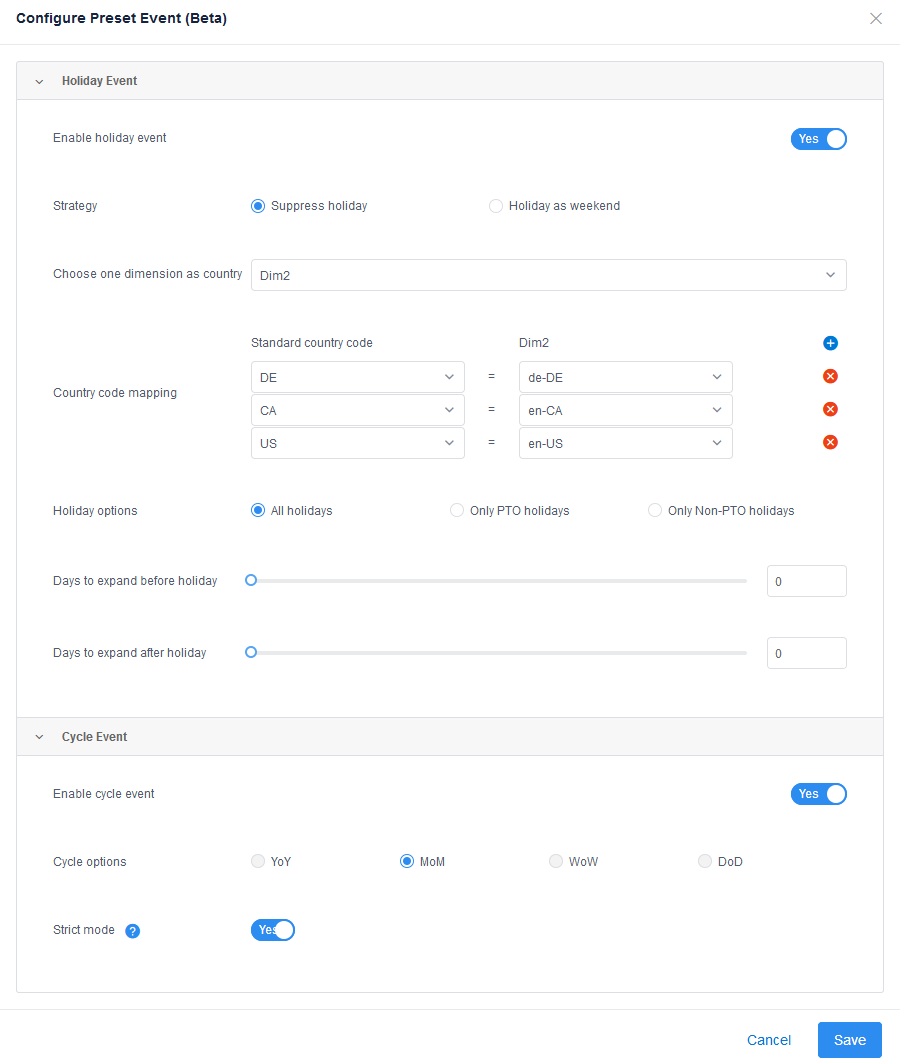 Configure Preset Event (Beta)
Holiday Event
Enable holiday event Yes
Strategy Suppress holiday Holiday as weekend
Choose one dimension as country Dim2
Standard country code Dim2
Country code mapping
DE = de-DE
CA = en-CA
US = en-US
Holiday options All holidays Only PTO holidays Only Non-PTO holidays
Days to expand before holiday 0
Days to expand after holiday 0
Cycle Event
Enable cycle event Yes
Cycle options YoY MoM WoW DoD
Strict mode ? Yes
Cancel Save